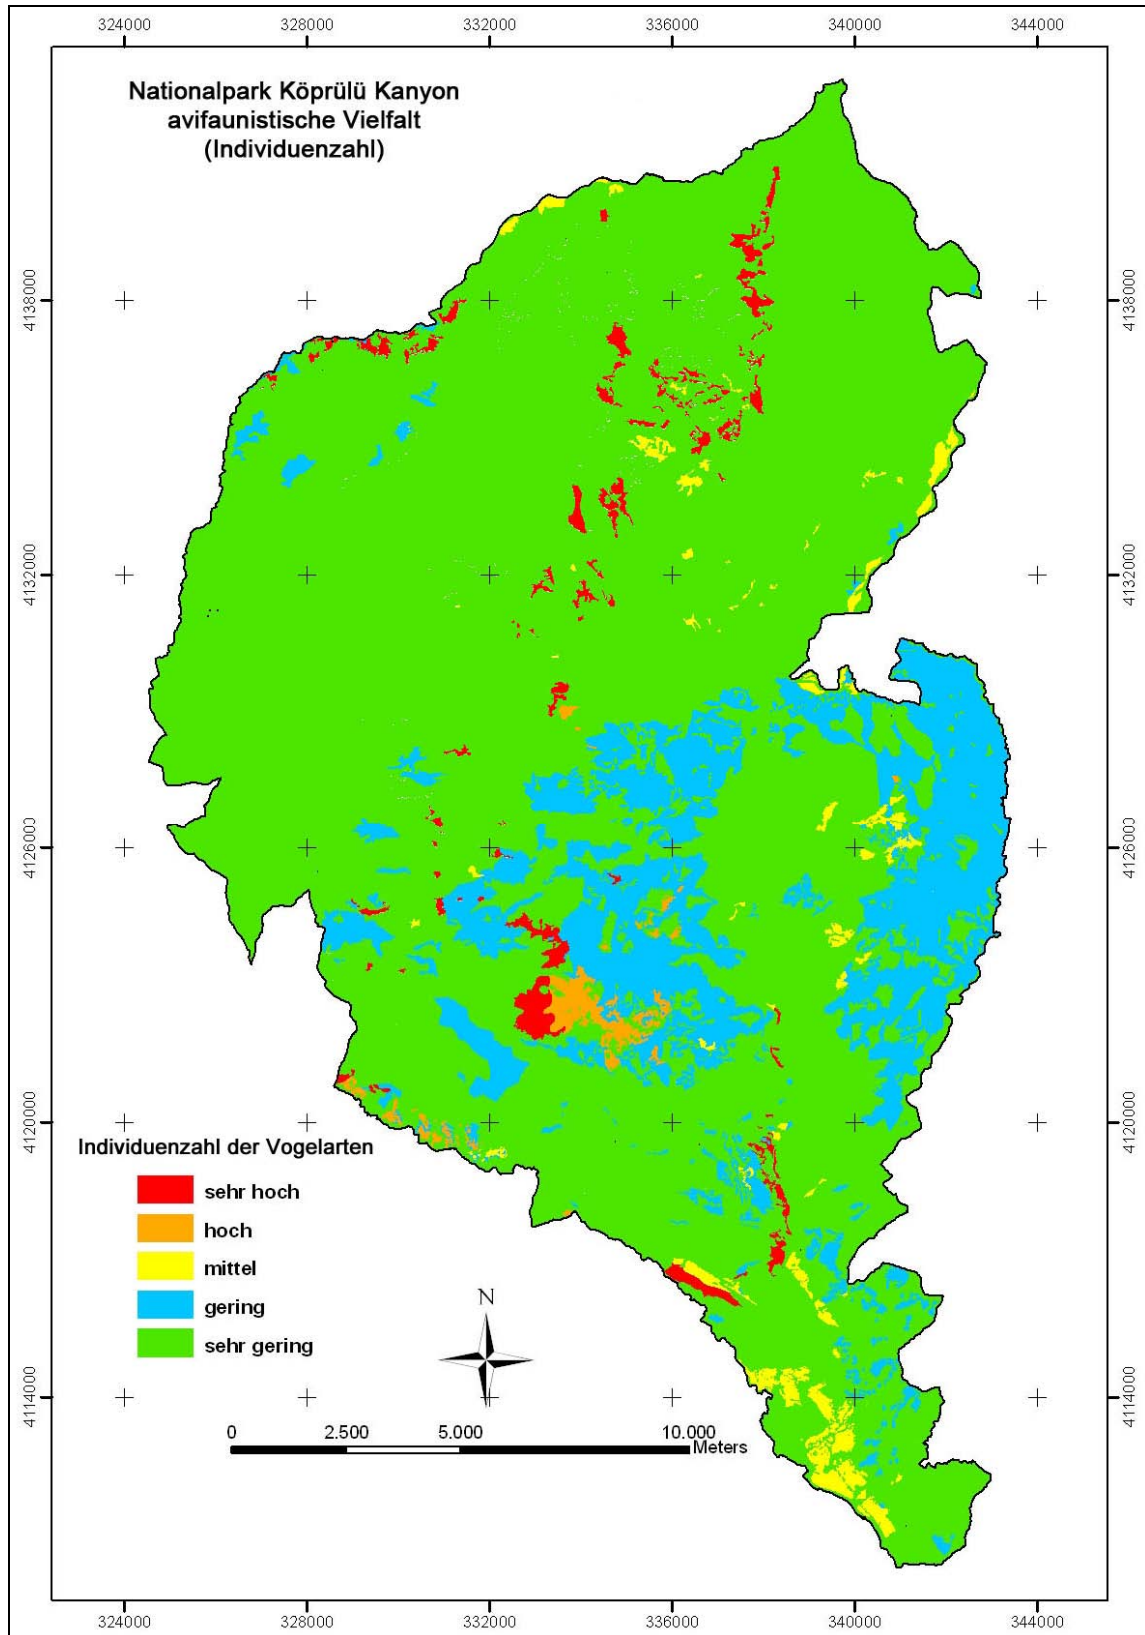 324000 328000 332000 336000 340000 344000
Nationalpark Köprülü Kanyon
avifaunistische Vielfalt
(Individuenzahl)
4138000 4138000
4132000 4132000
4126000 4126000
4120000 4120000
Individuenzahl der Vogelarten
sehr hoch
hoch
mittel
gering
sehr gering
N
4114000 4114000
0 2.500 5.000 10.000
Meters
324000 328000 332000 336000 340000 344000